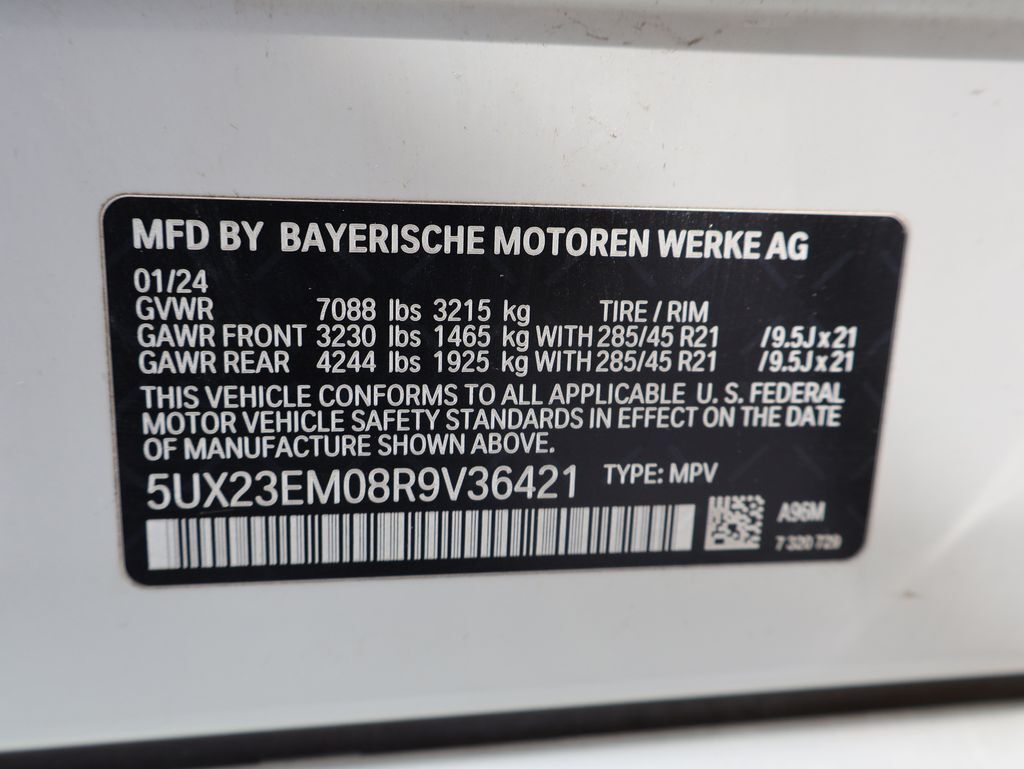 MFD BY BAYERISCHE MOTOREN WERKE AG
01/24
GVWR 7088 lbs 3215 kg TIRE / RIM
GAWR FRONT 3230 lbs 1465 kg WITH 285/45 R21 /9.5J x 21
GAWR REAR 4244 lbs 1925 kg WITH 285/45 R21 /9.5J x 21
THIS VEHICLE CONFORMS TO ALL APPLICABLE U. S. FEDERAL
MOTOR VEHICLE SAFETY STANDARDS IN EFFECT ON THE DATE
OF MANUFACTURE SHOWN ABOVE.
5UX23EM08R9V36421 TYPE: MPV
A96M
7 320 729